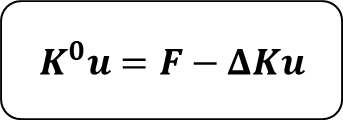 K⁰u = F − ΔKu